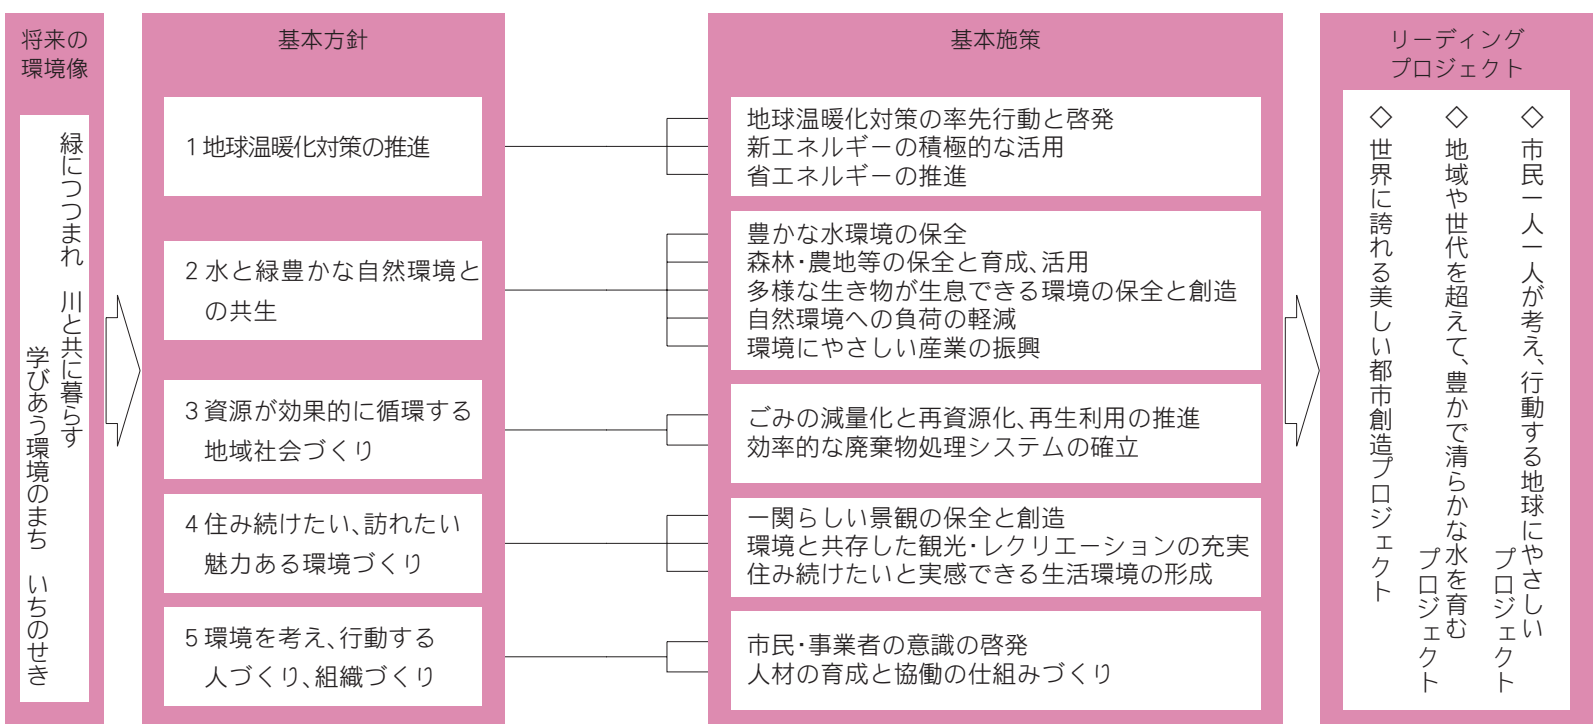 将来の
環境像
緑につつまれ　川と共に暮らす
学びあう環境のまち　いちのせき
基本方針
1 地球温暖化対策の推進
2 水と緑豊かな自然環境と
の共生
3 資源が効果的に循環する
地域社会づくり
4 住み続けたい、訪れたい
魅力ある環境づくり
5 環境を考え、行動する
人づくり、組織づくり
基本施策
地球温暖化対策の率先行動と啓発
新エネルギーの積極的な活用
省エネルギーの推進
豊かな水環境の保全
森林・農地等の保全と育成、活用
多様な生き物が生息できる環境の保全と創造
自然環境への負荷の軽減
環境にやさしい産業の振興
ごみの減量化と再資源化、再生利用の推進
効率的な廃棄物処理システムの確立
一関らしい景観の保全と創造
環境と共存した観光・レクリエーションの充実
住み続けたいと実感できる生活環境の形成
市民・事業者の意識の啓発
人材の育成と協働の仕組みづくり
リーディング
プロジェクト
◇ 市民一人一人が考え、行動する地球にやさしい
プロジェクト
◇ 地域や世代を超えて、豊かで清らかな水を育む
プロジェクト
◇ 世界に誇れる美しい都市創造プロジェクト